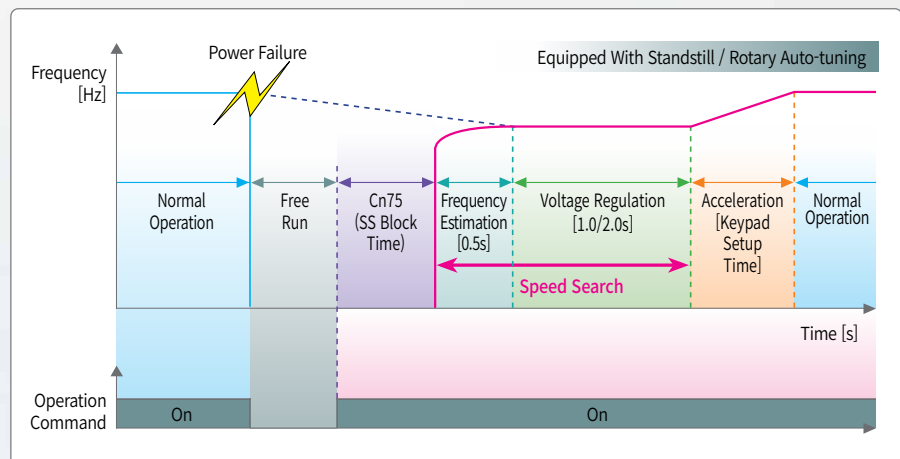 Power Failure
Equipped With Standstill / Rotary Auto-tuning
Frequency
[Hz]
Normal
Operation
Free
Run
Cn75
(SS Block
Time)
Frequency
Estimation
[0.5s]
Voltage Regulation
[1.0/2.0s]
Acceleration
[Keypad
Setup
Time]
Normal
Operation
Speed Search
Time [s]
Operation
Command
On
On